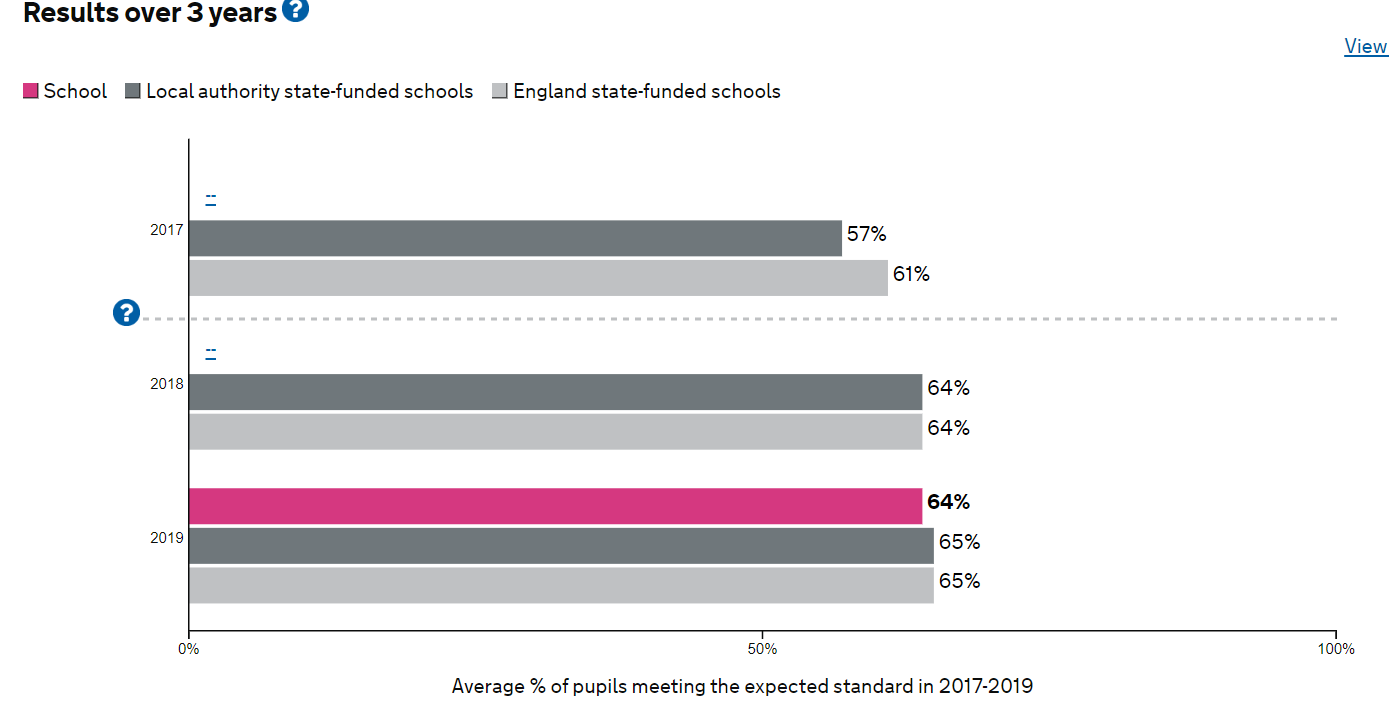 Results over 3 years ?
View
School Local authority state-funded schools England state-funded schools
--
2017
57%
61%
?
--
2018
64%
64%
64%
2019
65%
65%
0% 50% 100%
Average % of pupils meeting the expected standard in 2017-2019